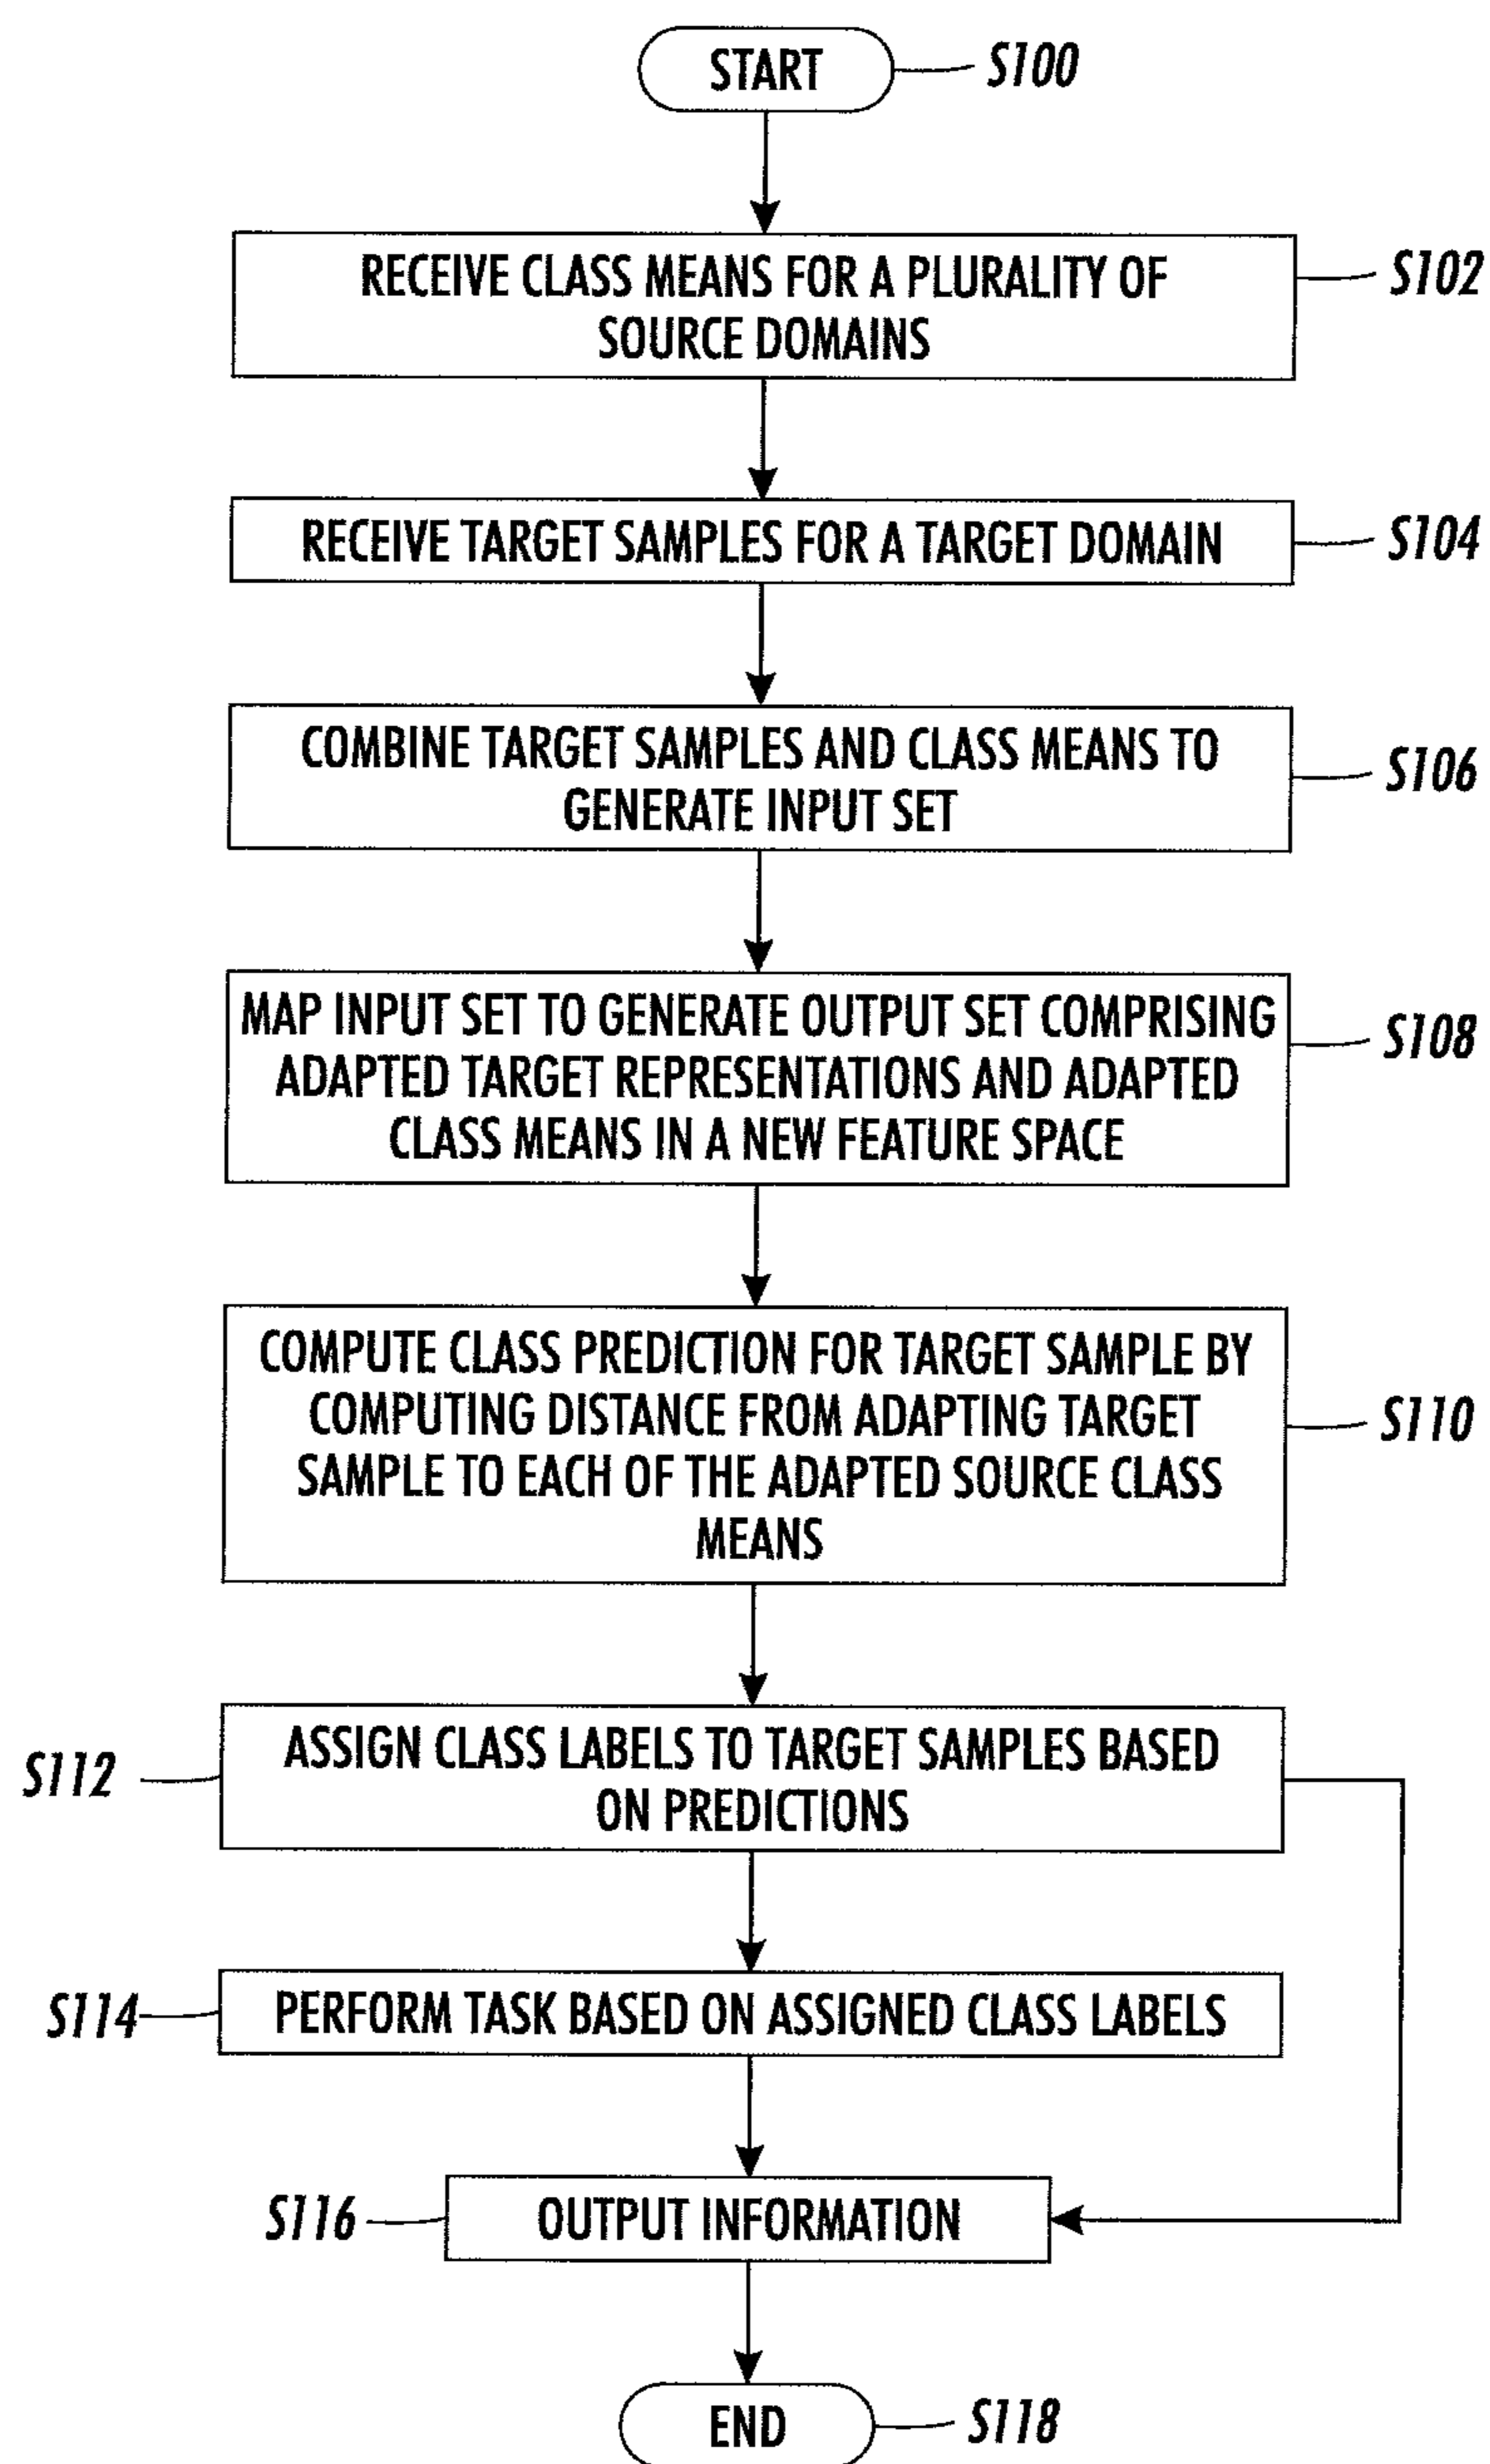 START
S100
RECEIVE CLASS MEANS FOR A PLURALITY OF
SOURCE DOMAINS
S102
RECEIVE TARGET SAMPLES FOR A TARGET DOMAIN
S104
COMBINE TARGET SAMPLES AND CLASS MEANS TO
GENERATE INPUT SET
S106
MAP INPUT SET TO GENERATE OUTPUT SET COMPRISING
ADAPTED TARGET REPRESENTATIONS AND ADAPTED
CLASS MEANS IN A NEW FEATURE SPACE
S108
COMPUTE CLASS PREDICTION FOR TARGET SAMPLE BY
COMPUTING DISTANCE FROM ADAPTING TARGET
SAMPLE TO EACH OF THE ADAPTED SOURCE CLASS
MEANS
S110
S112
ASSIGN CLASS LABELS TO TARGET SAMPLES BASED
ON PREDICTIONS
S114
PERFORM TASK BASED ON ASSIGNED CLASS LABELS
S116
OUTPUT INFORMATION
END
S118